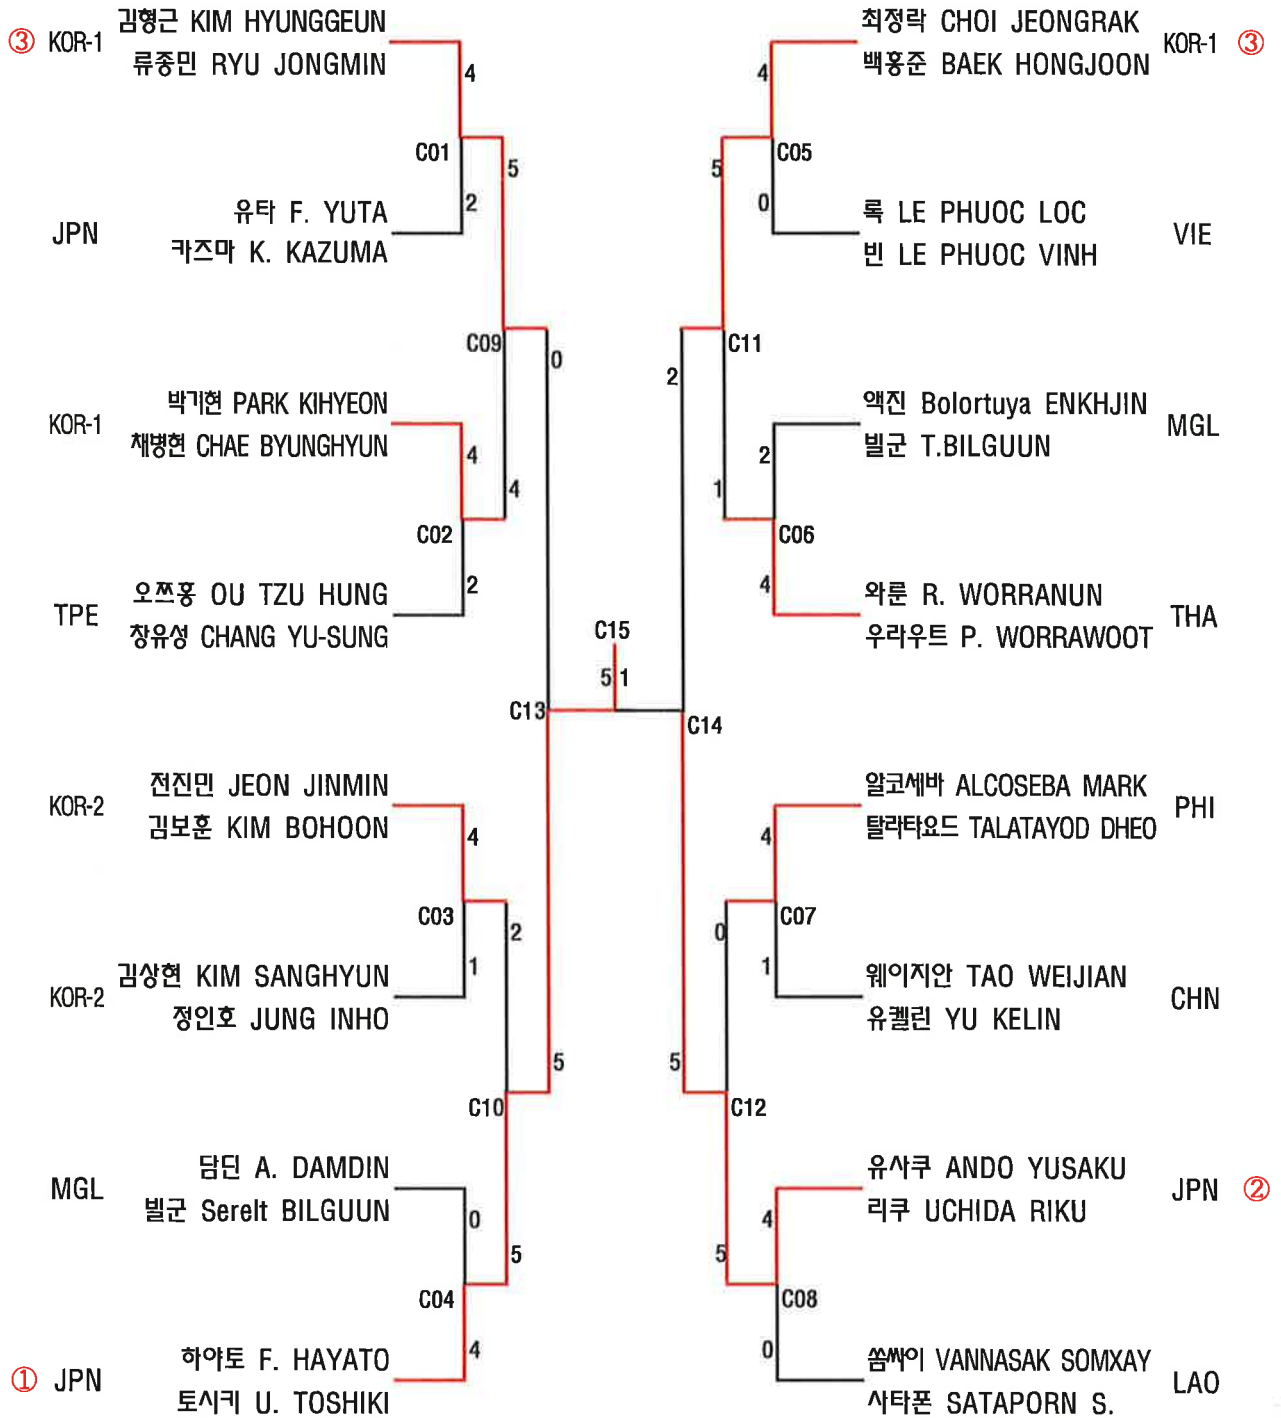 김형근 KIM HYUNGGEUN
③ KOR-1
류종민 RYU JONGMIN
4
C01
5
2
유타 F. YUTA
JPN
카즈마 K. KAZUMA
C09
0
박기현 PARK KIHYEON
KOR-1
채병현 CHAE BYUNGHYUN
4
4
C02
2
오쯔홍 OU TZU HUNG
TPE
창유성 CHANG YU-SUNG
C13
전진민 JEON JINMIN
KOR-2
김보훈 KIM BOHOON
4
C03
2
1
김상현 KIM SANGHYUN
KOR-2
정인호 JUNG INHO
5
C10
담딘 A. DAMDIN
MGL
빌군 Serelt BILGUUN
0
5
C04
4
하야토 F. HAYATO
① JPN
토시키 U. TOSHIKI
C15
5 1
최정락 CHOI JEONGRAK
KOR-1 ③
백홍준 BAEK HONGJOON
4
C05
5
0
록 LE PHUOC LOC
VIE
빈 LE PHUOC VINH
C11
2
액진 Bolortuya ENKHJIN
MGL
빌군 T.BILGUUN
2
1
C06
4
와룬 R. WORRANUN
THA
우라우트 P. WORRAWOOT
C14
알코세바 ALCOSEBA MARK
PHI
탈라타요드 TALATAYOD DHEO
4
C07
0
1
웨이지안 TAO WEIJIAN
CHN
유켈린 YU KELIN
5
C12
유사쿠 ANDO YUSAKU
JPN ②
리쿠 UCHIDA RIKU
4
5
C08
0
쏨싸이 VANNASAK SOMXAY
LAO
사타폰 SATAPORN S.